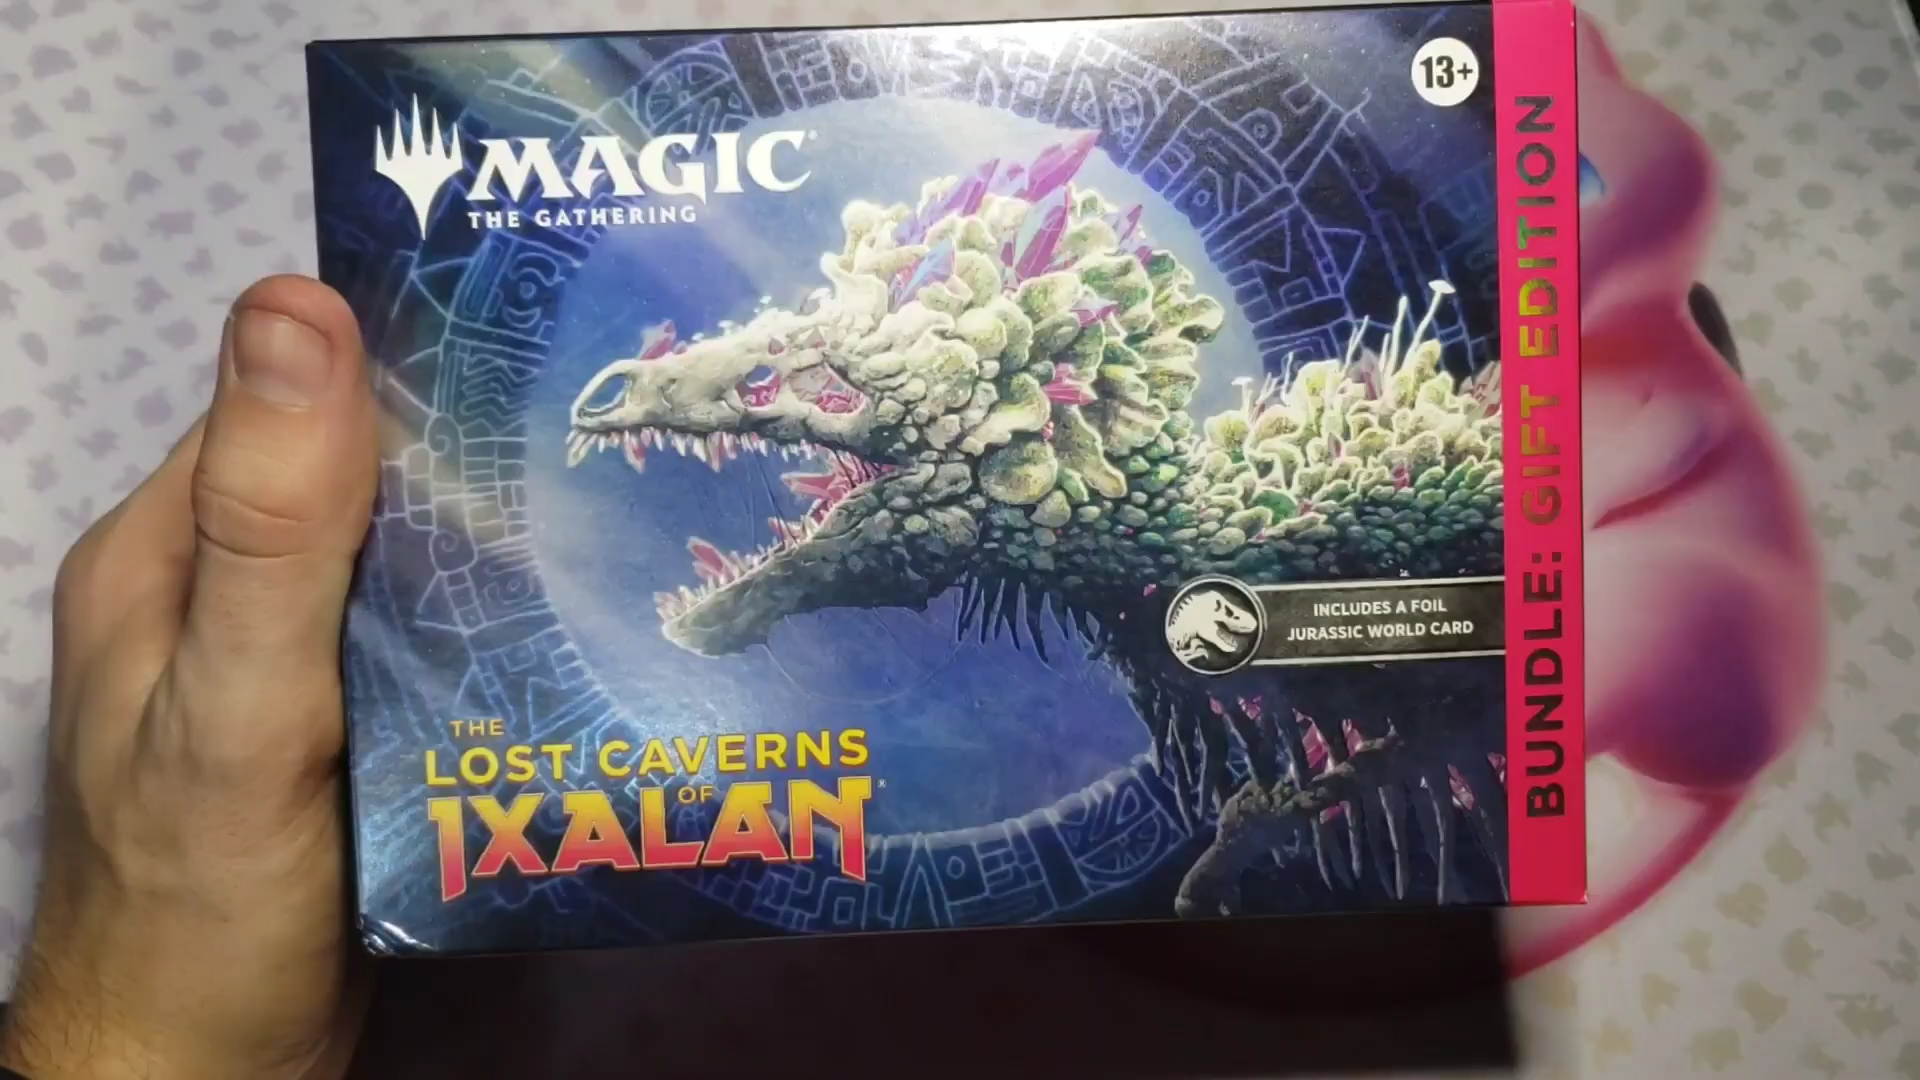 13+
MAGIC
THE GATHERING
INCLUDES A FOIL
JURASSIC WORLD CARD
THE
LOST CAVERNS
OF
IXALAN
BUNDLE: GIFT EDITION